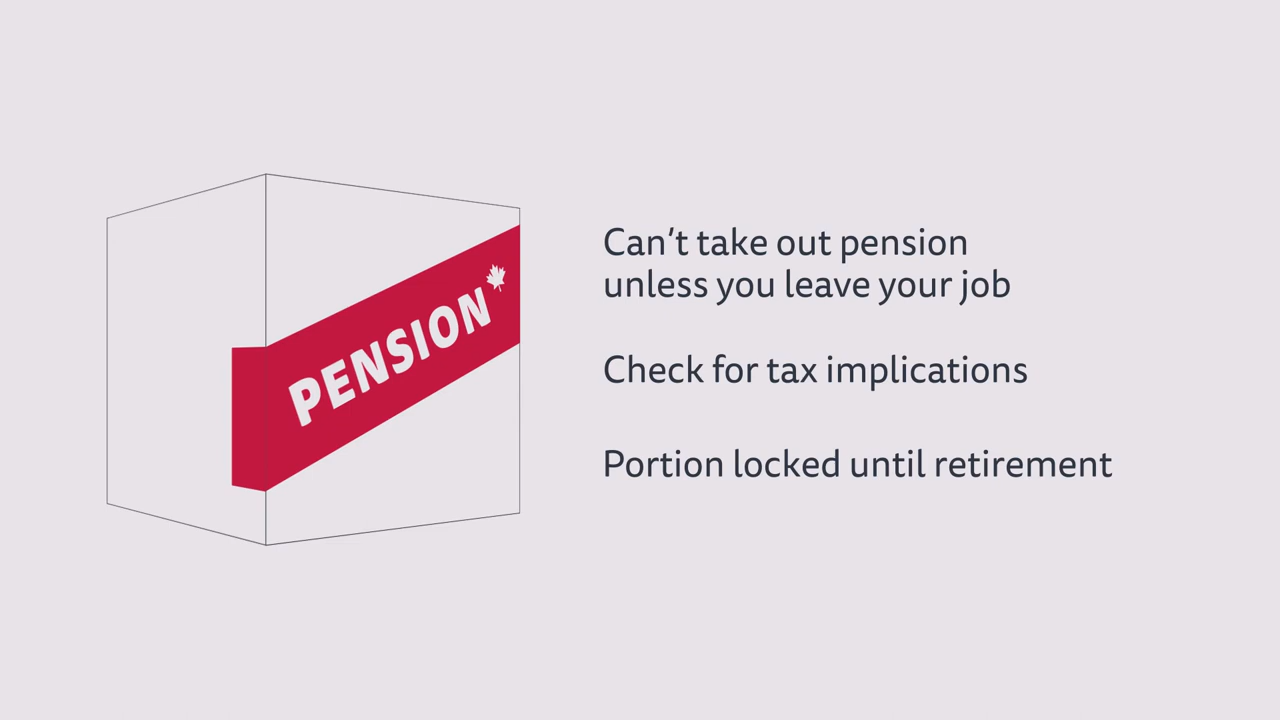 PENSION
Can't take out pension
unless you leave your job
Check for tax implications
Portion locked until retirement